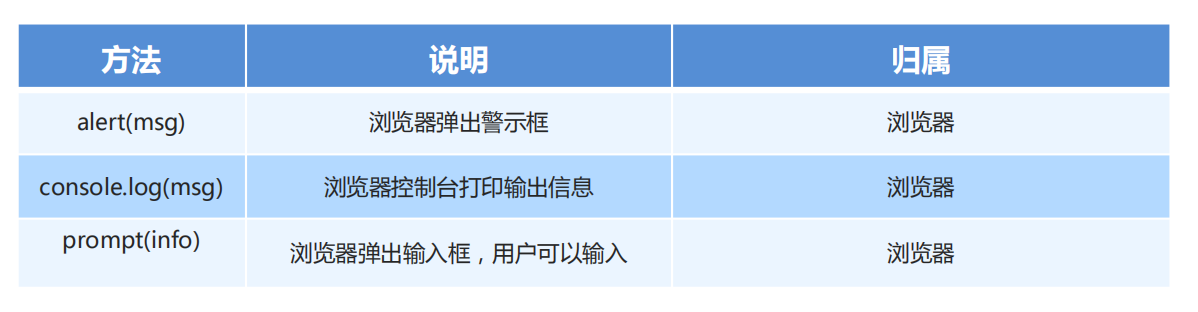 方法 说明 归属
alert(msg) 浏览器弹出警示框 浏览器
console.log(msg) 浏览器控制台打印输出信息 浏览器
prompt(info) 浏览器弹出输入框，用户可以输入 浏览器